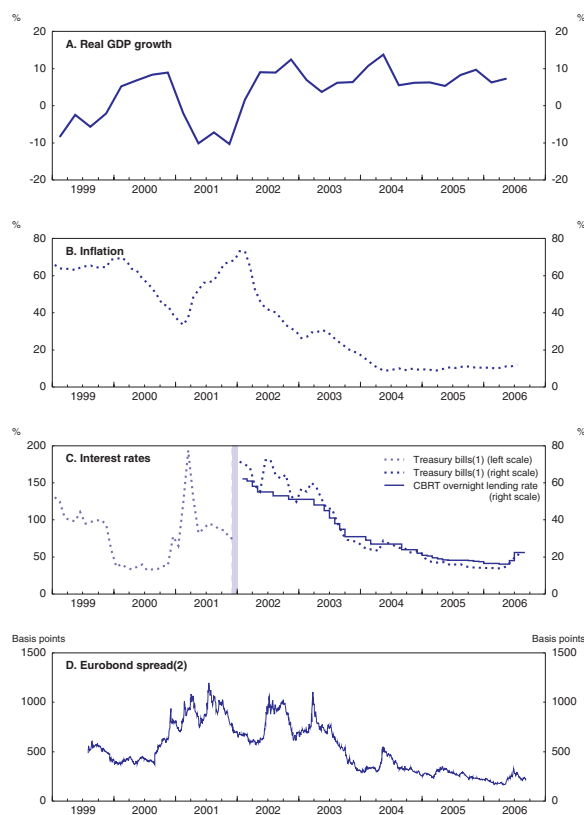 % %
20 20
A. Real GDP growth
10 10
0 0
-10 -10
-20 -20
1999 2000 2001 2002 2003 2004 2005 2006
% %
80 80
B. Inflation
60 60
40 40
20 20
0 0
1999 2000 2001 2002 2003 2004 2005 2006
% %
200 80
C. Interest rates
Treasury bills(1) (left scale)
Treasury bills(1) (right scale)
CBRT overnight lending rate
(right scale)
150 60
100 40
50 20
0 0
1999 2000 2001 2002 2003 2004 2005 2006
Basis points Basis points
1500 1500
D. Eurobond spread(2)
1000 1000
500 500
0 0
1999 2000 2001 2002 2003 2004 2005 2006